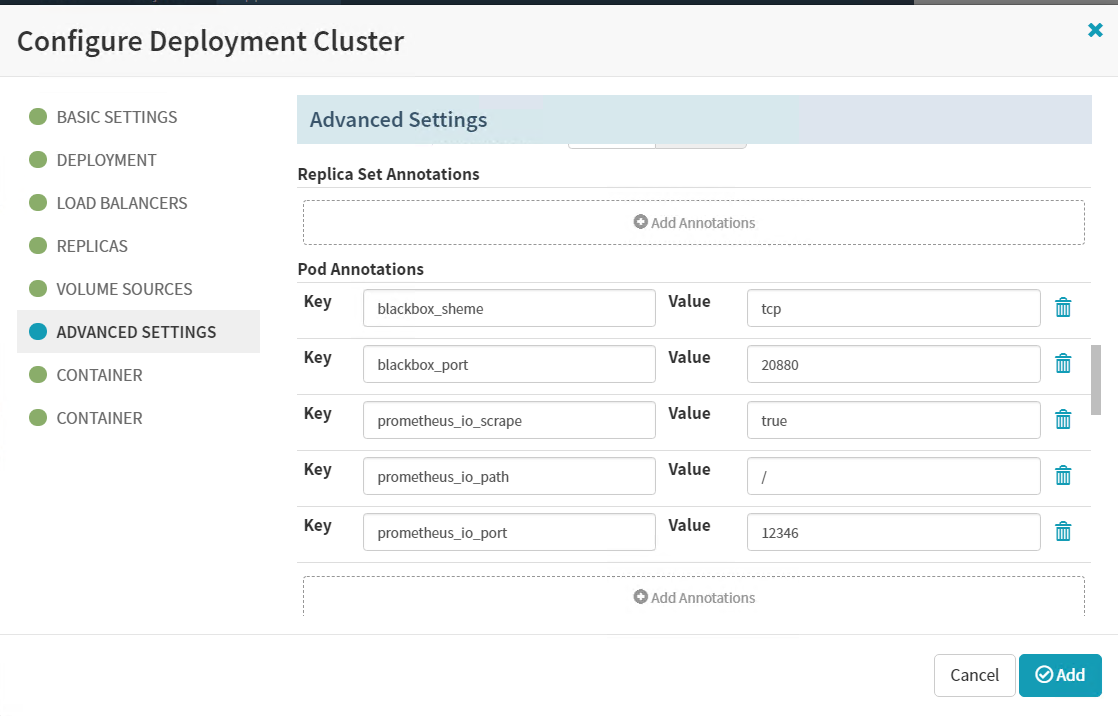 Configure Deployment Cluster
BASIC SETTINGS
DEPLOYMENT
LOAD BALANCERS
REPLICAS
VOLUME SOURCES
ADVANCED SETTINGS
CONTAINER
CONTAINER
Advanced Settings
Replica Set Annotations
Add Annotations
Pod Annotations
Key blackbox_sheme Value tcp
Key blackbox_port Value 20880
Key prometheus_io_scrape Value true
Key prometheus_io_path Value /
Key prometheus_io_port Value 12346
Add Annotations
Cancel Add